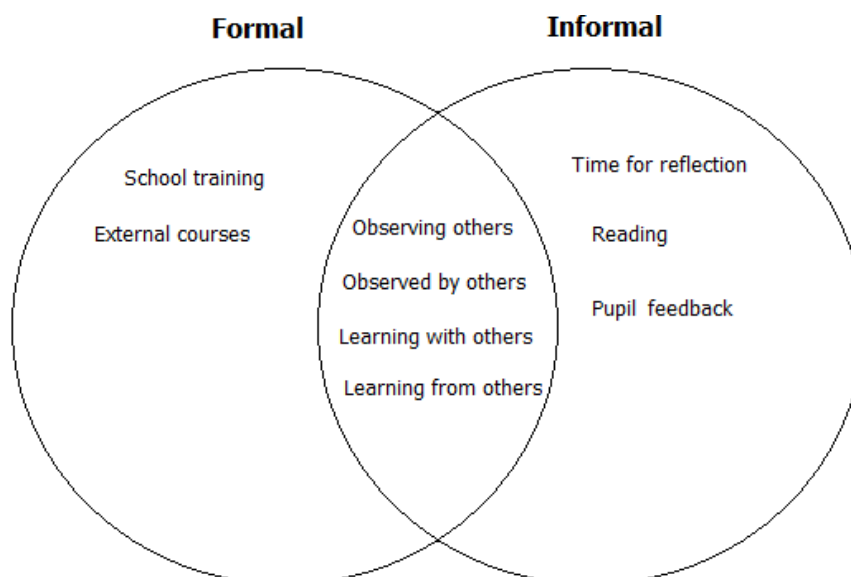 Formal
Informal
School training
External courses
Observing others
Observed by others
Learning with others
Learning from others
Time for reflection
Reading
Pupil feedback